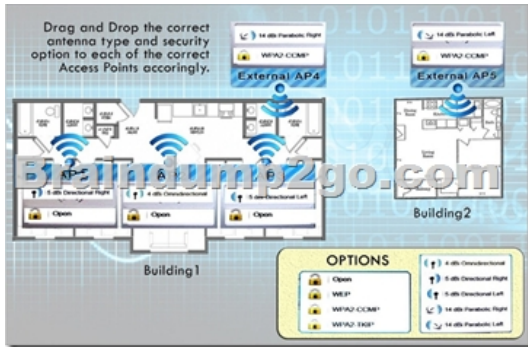 Drag and Drop the correct
antenna type and security
option to each of the correct
Access Points accoringly.
14 dBi Parabolic Right
WPA2-CCMP
External AP4
14 dBi Parabolic Left
WPA2-CCMP
External AP5
Braindump2go.com
5 dBi Directional Right
Open
4 dBi Omnidirectional
Open
5 dBi Directional Left
Open
Building1
Building2
OPTIONS
Open
WEP
WPA2-CCMP
WPA2-TKIP
4 dBi Omnidirectional
5 dBi Directional Right
5 dBi Directional Left
14 dBi Parabolic Right
14 dBi Parabolic Left